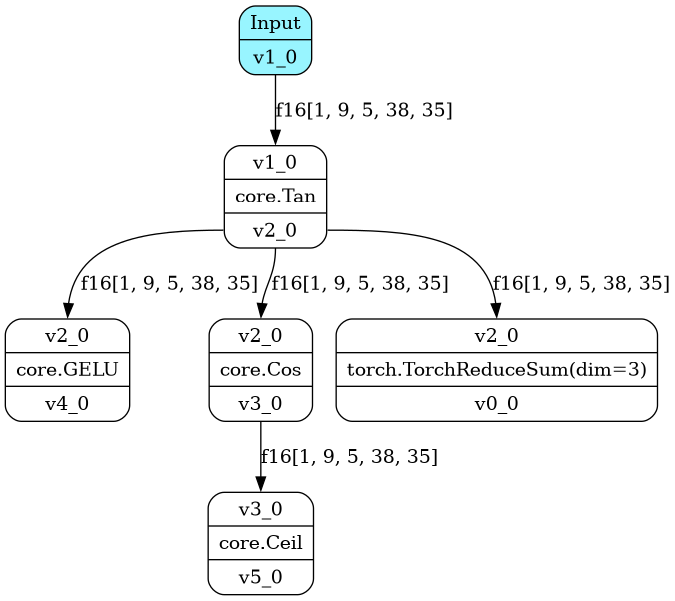 Input
v1_0
f16[1, 9, 5, 38, 35]
v1_0
core.Tan
v2_0
f16[1, 9, 5, 38, 35]
f16[1, 9, 5, 38, 35]
f16[1, 9, 5, 38, 35]
v2_0
core.GELU
v4_0
v2_0
core.Cos
v3_0
v2_0
torch.TorchReduceSum(dim=3)
v0_0
f16[1, 9, 5, 38, 35]
v3_0
core.Ceil
v5_0